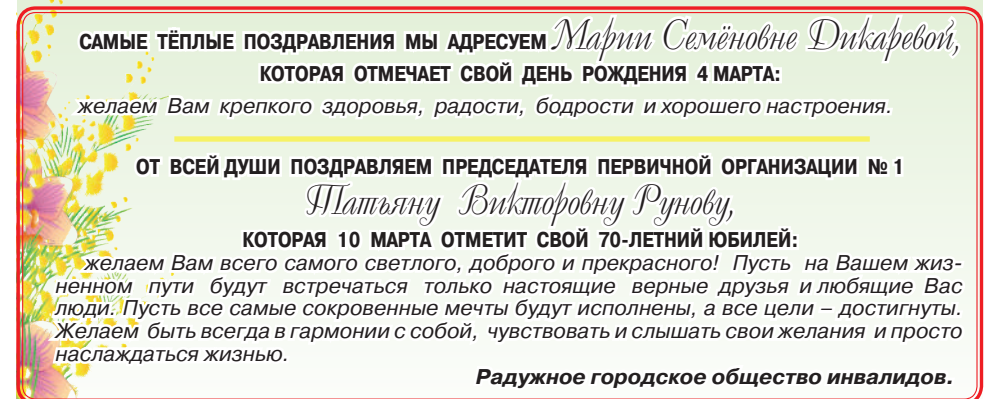 САМЫЕ ТЁПЛЫЕ ПОЗДРАВЛЕНИЯ МЫ АДРЕСУЕМ Марии Семёновне Дикаревой,
КОТОРАЯ ОТМЕЧАЕТ СВОЙ ДЕНЬ РОЖДЕНИЯ 4 МАРТА:
желаем Вам крепкого здоровья, радости, бодрости и хорошего настроения.
ОТ ВСЕЙ ДУШИ ПОЗДРАВЛЯЕМ ПРЕДСЕДАТЕЛЯ ПЕРВИЧНОЙ ОРГАНИЗАЦИИ № 1
Татьяну Викторовну Рунову,
КОТОРАЯ 10 МАРТА ОТМЕТИТ СВОЙ 70-ЛЕТНИЙ ЮБИЛЕЙ:
желаем Вам всего самого светлого, доброго и прекрасного! Пусть на Вашем жиз-
ненном пути будут встречаться только настоящие верные друзья и любящие Вас
люди. Пусть все самые сокровенные мечты будут исполнены, а все цели – достигнуты.
Желаем быть всегда в гармонии с собой, чувствовать и слышать свои желания и просто
наслаждаться жизнью.
Радужное городское общество инвалидов.